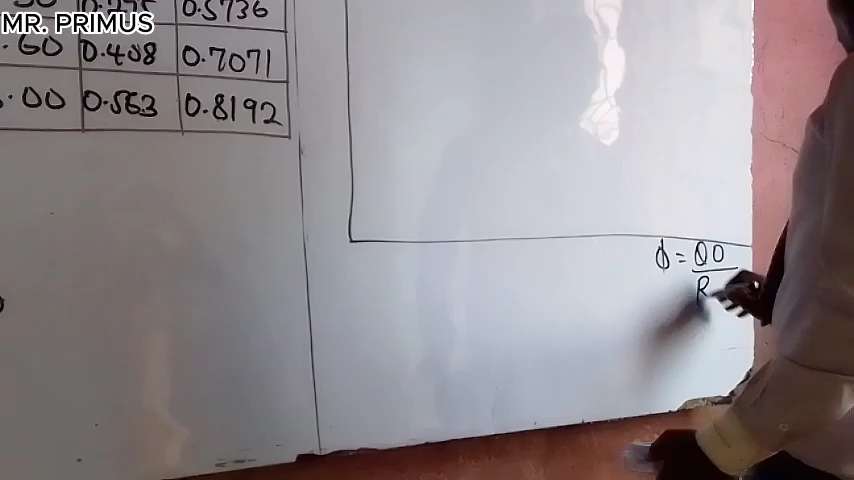 MR. PRIMUS
0.5736
.60 0.408 0.7071
.00 0.563 0.8192
ϕ = QO
R